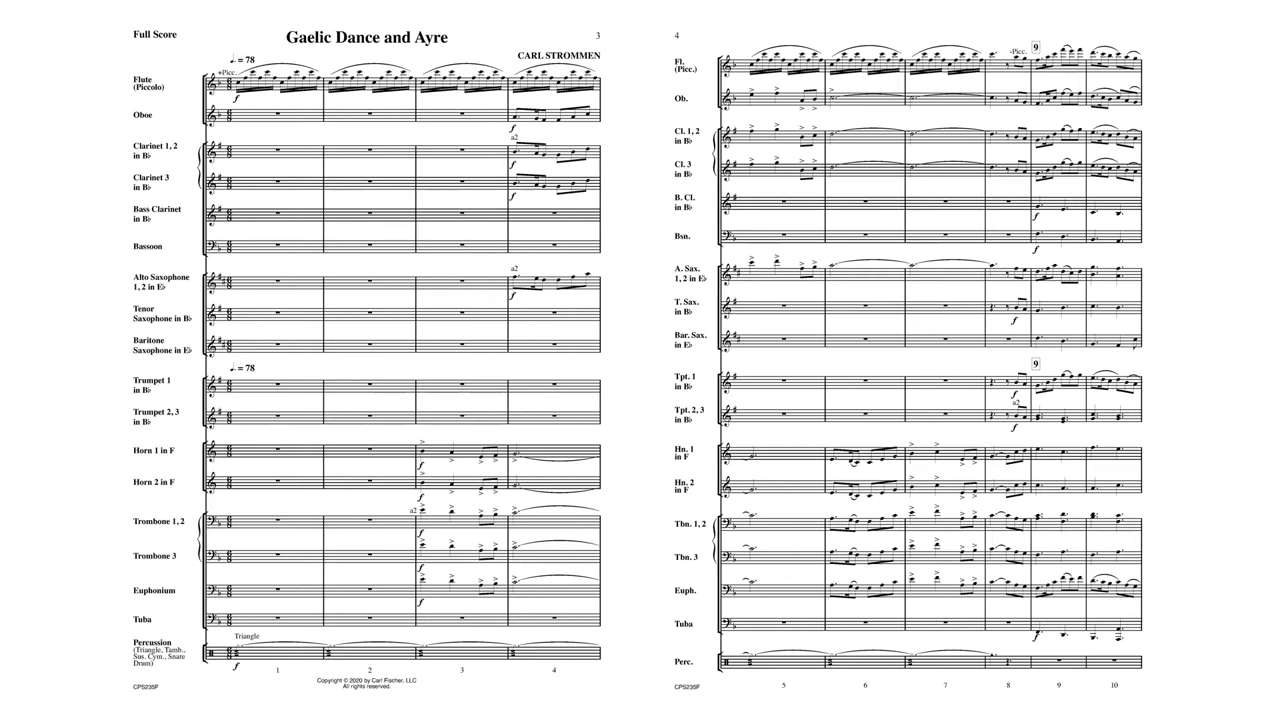 Full Score
Gaelic Dance and Ayre
3
CARL STROMMEN
♩. = 78
+Picc.
Flute
(Piccolo)
f
Oboe
f
a2
Clarinet 1, 2
in B♭
f
Clarinet 3
in B♭
f
Bass Clarinet
in B♭
Bassoon
a2
Alto Saxophone
1, 2 in E♭
f
Tenor
Saxophone in B♭
Baritone
Saxophone in E♭
♩. = 78
Trumpet 1
in B♭
Trumpet 2, 3
in B♭
Horn 1 in F
f
Horn 2 in F
f
a2
Trombone 1, 2
Trombone 3
f
Euphonium
f
Tuba
Triangle
Percussion
(Triangle, Tamb.,
Sus. Cym., Snare
Drum)
f
1 2 3 4
Copyright © 2020 by Carl Fischer, LLC
All rights reserved.
CPS235F
4
-Picc.
9
Fl.
(Picc.)
Ob.
Cl. 1, 2
in B♭
Cl. 3
in B♭
B. Cl.
in B♭
f
Bsn.
f
A. Sax.
1, 2 in E♭
T. Sax.
in B♭
f
Bar. Sax.
in E♭
9
Tpt. 1
in B♭
a2
Tpt. 2, 3
in B♭
f
Hn. 1
in F
Hn. 2
in F
Tbn. 1, 2
Tbn. 3
Euph.
Tuba
f
Perc.
5 6 7 8 9 10
CPS235F